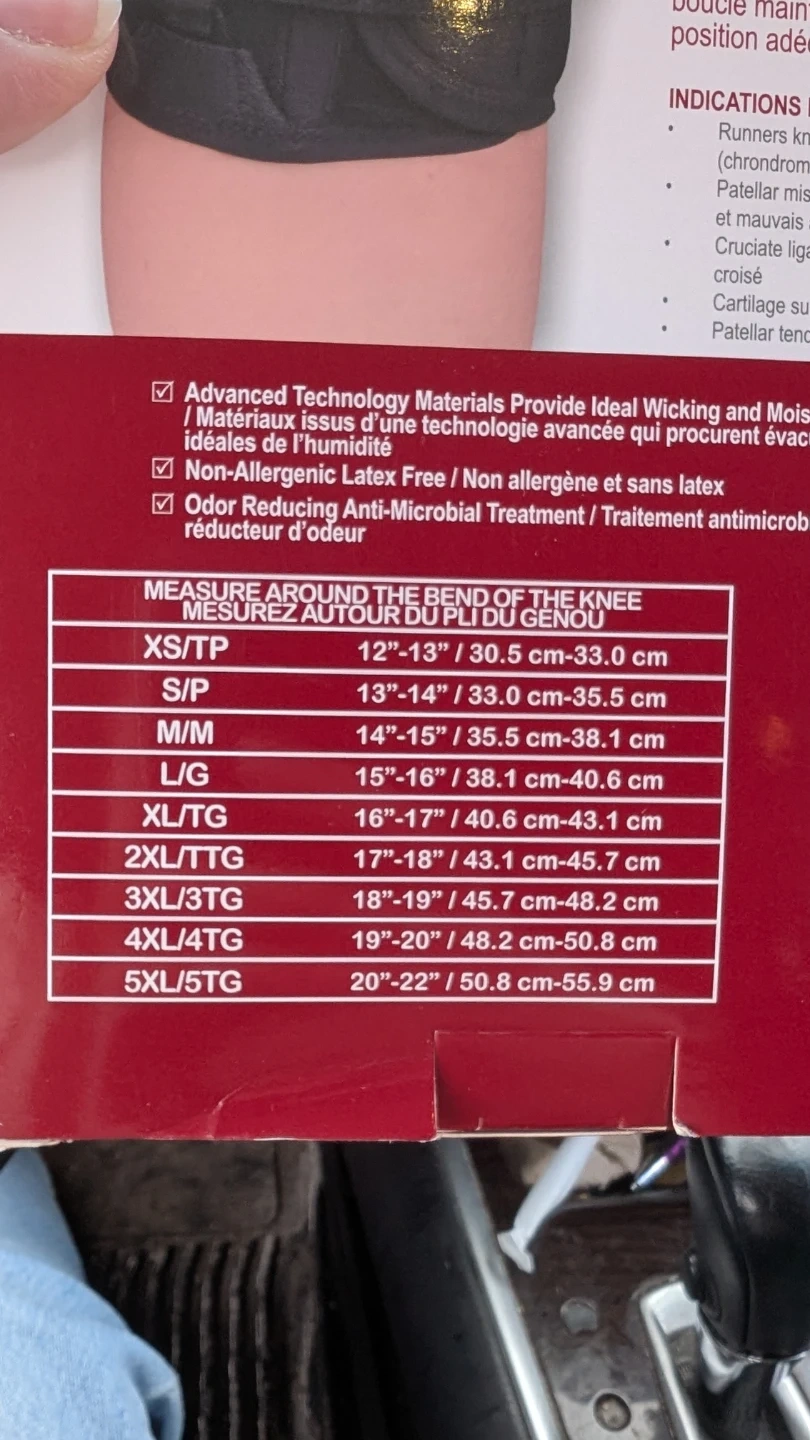 boucle main
position adé
INDICATIONS
Runners kn
(chrondrom
Patellar mis
et mauvais
Cruciate liga
croisé
Cartilage su
Patellar tend
☑ Advanced Technology Materials Provide Ideal Wicking and Mois
/ Matériaux issus d'une technologie avancée qui procurent évac
idéales de l'humidité
☑ Non-Allergenic Latex Free / Non allergène et sans latex
☑ Odor Reducing Anti-Microbial Treatment / Traitement antimicrob
réducteur d'odeur
MEASURE AROUND THE BEND OF THE KNEE
MESUREZ AUTOUR DU PLI DU GENOU
XS/TP 12”-13” / 30.5 cm-33.0 cm
S/P 13”-14” / 33.0 cm-35.5 cm
M/M 14”-15” / 35.5 cm-38.1 cm
L/G 15”-16” / 38.1 cm-40.6 cm
XL/TG 16”-17” / 40.6 cm-43.1 cm
2XL/TTG 17”-18” / 43.1 cm-45.7 cm
3XL/3TG 18”-19” / 45.7 cm-48.2 cm
4XL/4TG 19”-20” / 48.2 cm-50.8 cm
5XL/5TG 20”-22” / 50.8 cm-55.9 cm